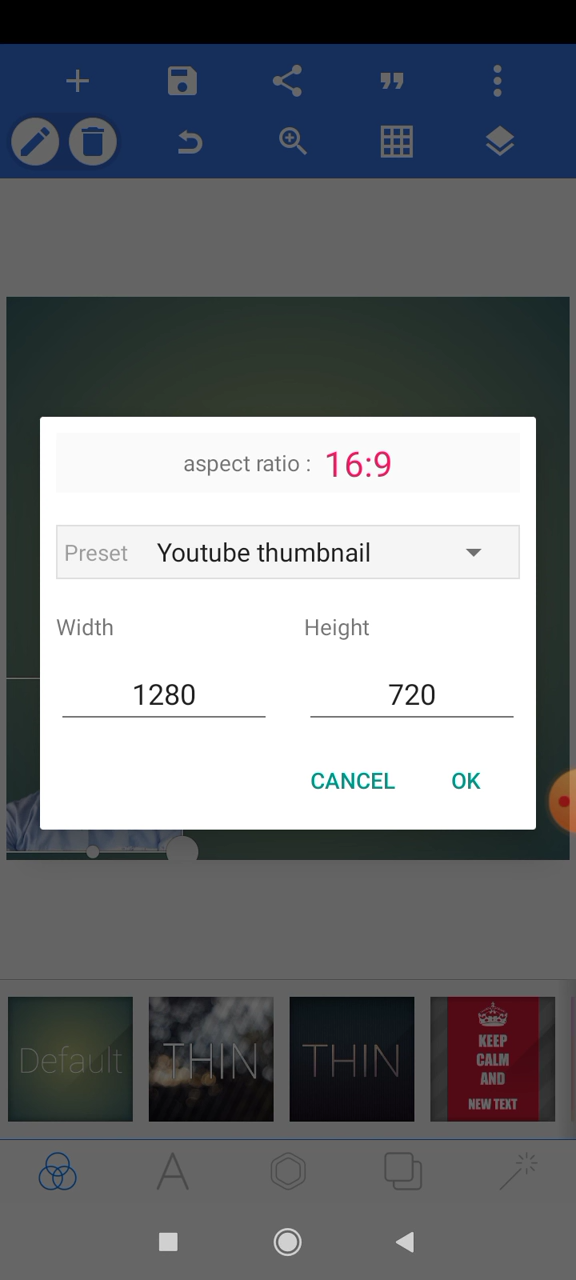 aspect ratio : 16:9
Preset Youtube thumbnail
Width Height
1280 720
CANCEL OK
Default
THIN
THIN
KEEP
CALM
AND
NEW TEXT